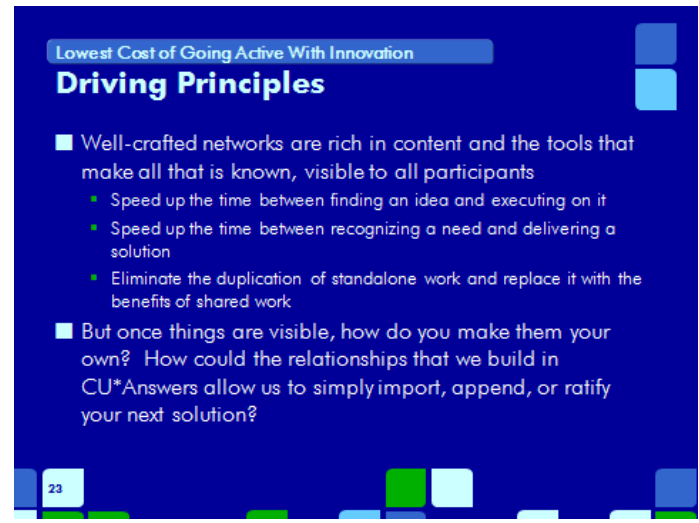 Lowest Cost of Going Active With Innovation
Driving Principles
Well-crafted networks are rich in content and the tools that
make all that is known, visible to all participants
Speed up the time between finding an idea and executing on it
Speed up the time between recognizing a need and delivering a
solution
Eliminate the duplication of standalone work and replace it with the
benefits of shared work
But once things are visible, how do you make them your
own?  How could the relationships that we build in
CU*Answers allow us to simply import, append, or ratify
your next solution?
23